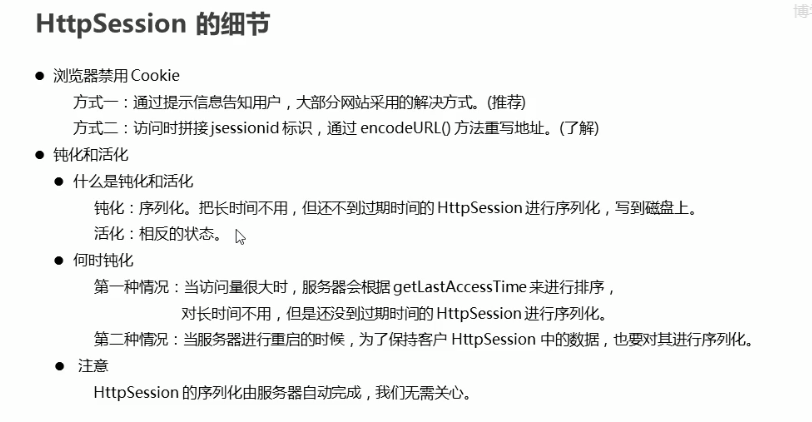 HttpSession 的细节
博
● 浏览器禁用 Cookie
方式一：通过提示信息告知用户，大部分网站采用的解决方式。(推荐)
方式二：访问时拼接 jsessionid 标识，通过 encodeURL() 方法重写地址。(了解)
● 钝化和活化
● 什么是钝化和活化
钝化：序列化。把长时间不用，但还不到过期时间的 HttpSession 进行序列化，写到磁盘上。
活化：相反的状态。
● 何时钝化
第一种情况：当访问量很大时，服务器会根据 getLastAccessTime 来进行排序，
对长时间不用，但是还没到过期时间的 HttpSession 进行序列化。
第二种情况：当服务器进行重启的时候，为了保持客户 HttpSession 中的数据，也要对其进行序列化。
● 注意
HttpSession 的序列化由服务器自动完成，我们无需关心。